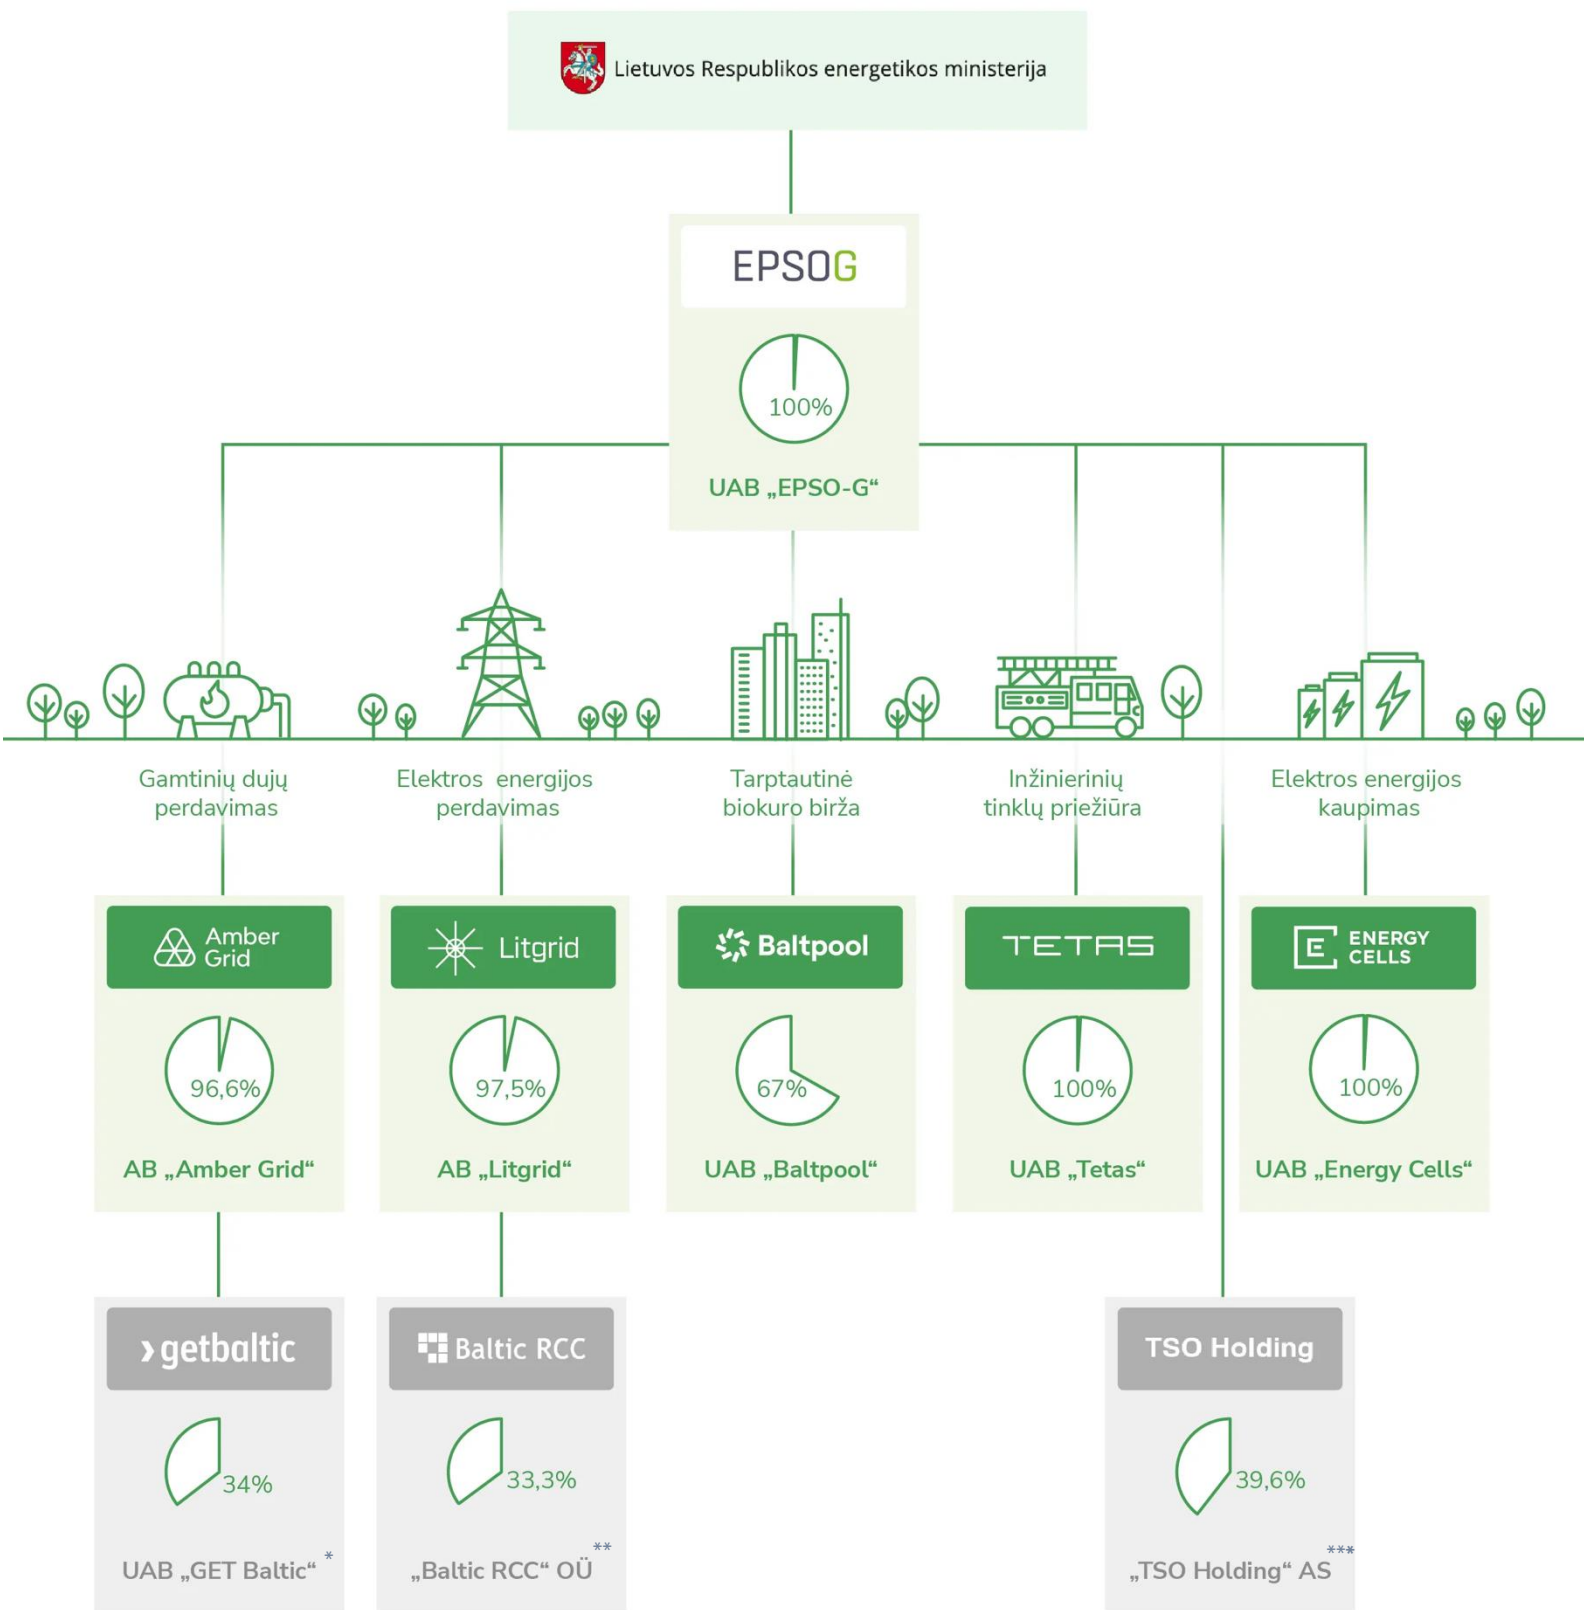 Lietuvos Respublikos energetikos ministerija
EPSOG
100%
UAB „EPSO-G“
Gamtinių dujų
perdavimas
Elektros energijos
perdavimas
Tarptautinė
biokuro birža
Inžinierinių
tinklų priežiūra
Elektros energijos
kaupimas
Amber
Grid
96,6%
AB „Amber Grid“
Litgrid
97,5%
AB „Litgrid“
Baltpool
67%
UAB „Baltpool“
TETAS
100%
UAB „Tetas“
E
ENERGY
CELLS
100%
UAB „Energy Cells“
getbaltic
34%
UAB „GET Baltic“ *
Baltic RCC
33,3%
„Baltic RCC“ OÜ **
TSO Holding
39,6%
„TSO Holding“ AS ***